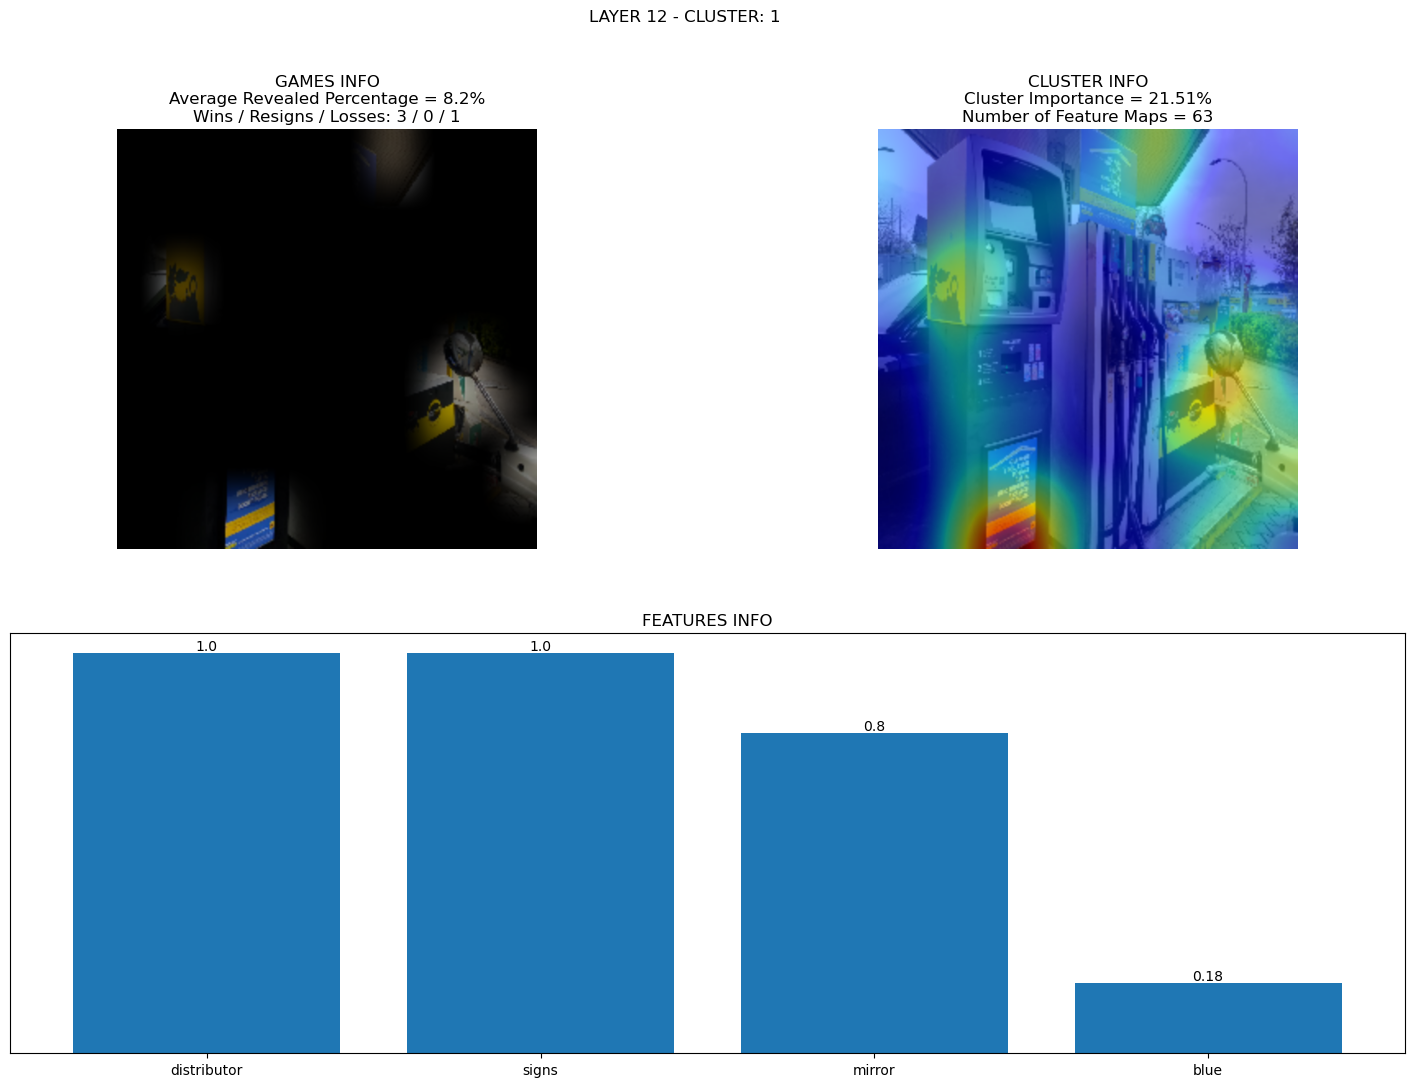 LAYER 12 - CLUSTER: 1
GAMES INFO
Average Revealed Percentage = 8.2%
Wins / Resigns / Losses: 3 / 0 / 1
CLUSTER INFO
Cluster Importance = 21.51%
Number of Feature Maps = 63
FEATURES INFO
1.0
1.0
0.8
0.18
distributor
signs
mirror
blue